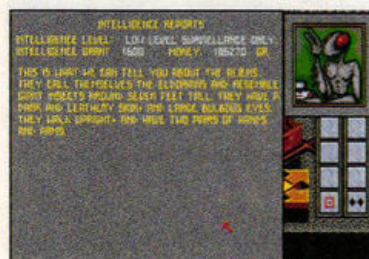 INTELLIGENCE REPORTS
INTELLIGENCE LEVEL: LOW LEVEL SURVEILLANCE ONLY.
INTELLIGENCE GRANT 1600 MONEY: 105270 CR
THIS IS WHAT WE CAN TELL YOU ABOUT THE ALIENS.
THEY CALL THEMSELVES THE ELDORIANS AND RESEMBLE
GIANT INSECTS AROUND SEVEN FEET TALL. THEY HAVE A
DARK AND LEATHERY SKIN, AND LARGE BULBOUS EYES.
THEY WALK UPRIGHT, AND HAVE TWO PAIRS OF HANDS
AND ARMS.